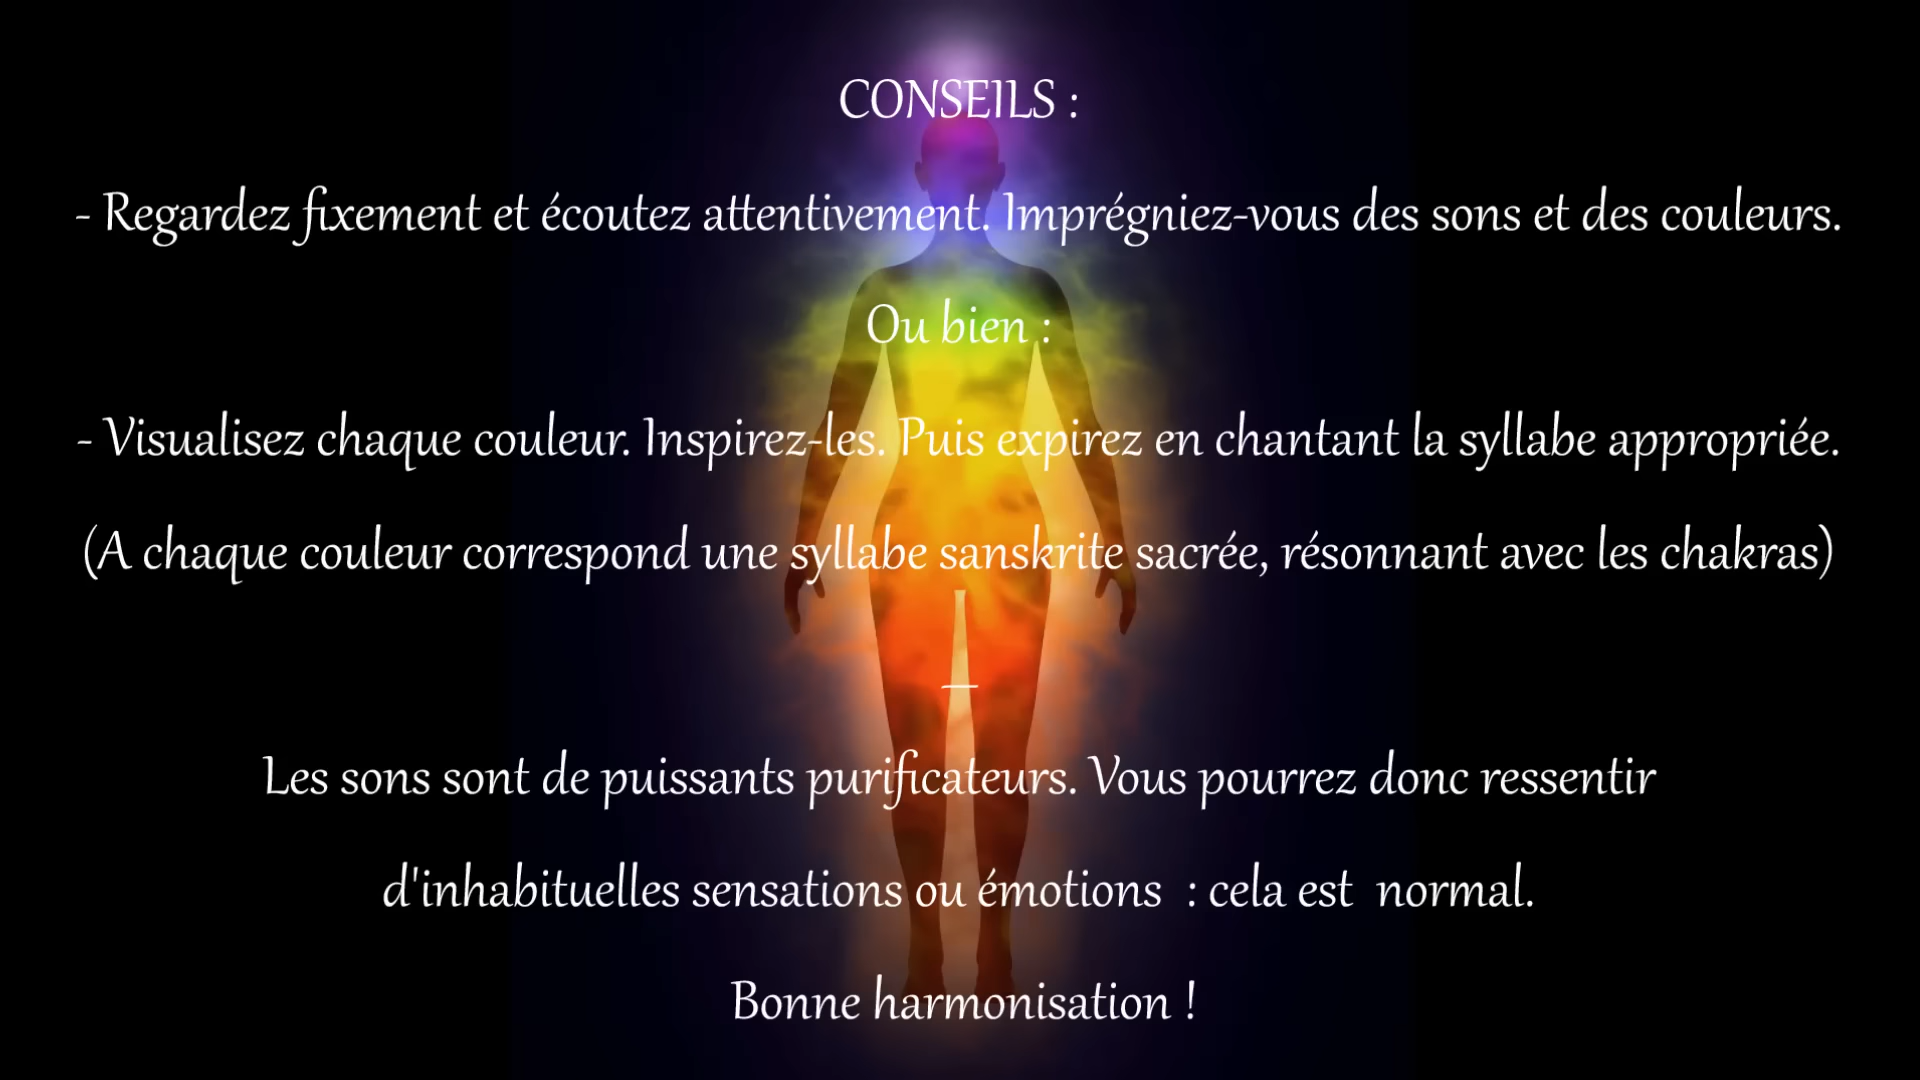 CONSEILS :
- Regardez fixement et écoutez attentivement. Imprégniez-vous des sons et des couleurs.
Ou bien :
- Visualisez chaque couleur. Inspirez-les. Puis expirez en chantant la syllabe appropriée.
(A chaque couleur correspond une syllabe sanskrite sacrée, résonnant avec les chakras)
—
Les sons sont de puissants purificateurs. Vous pourrez donc ressentir
d'inhabituelles sensations ou émotions  : cela est  normal.
Bonne harmonisation !